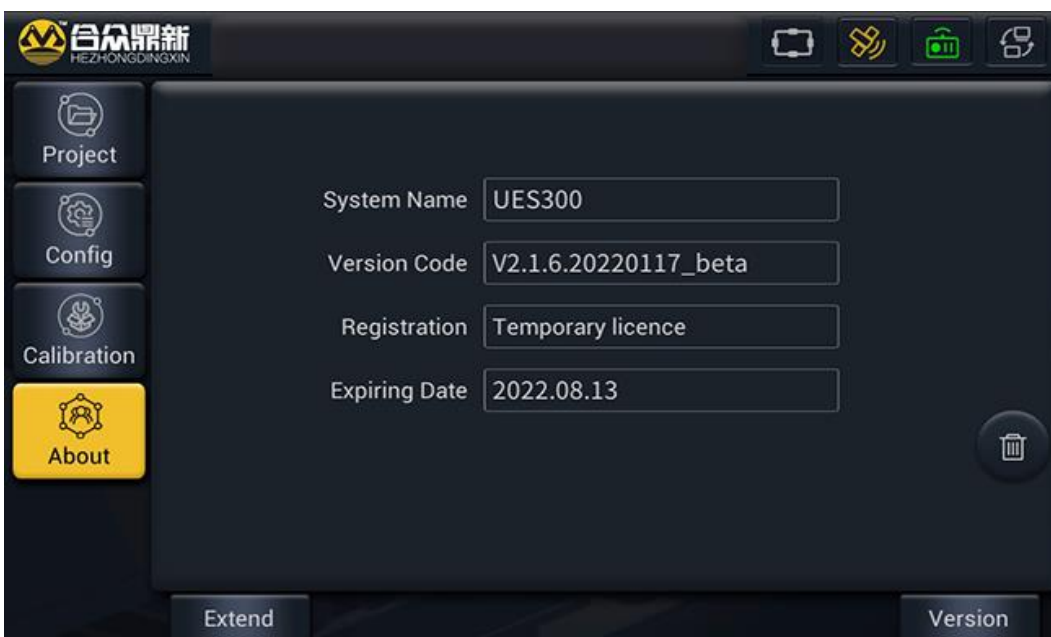 合众鼎新
HEZHONGDINGXIN
Project
Config
Calibration
About
System Name UES300
Version Code V2.1.6.20220117_beta
Registration Temporary licence
Expiring Date 2022.08.13
Extend
Version